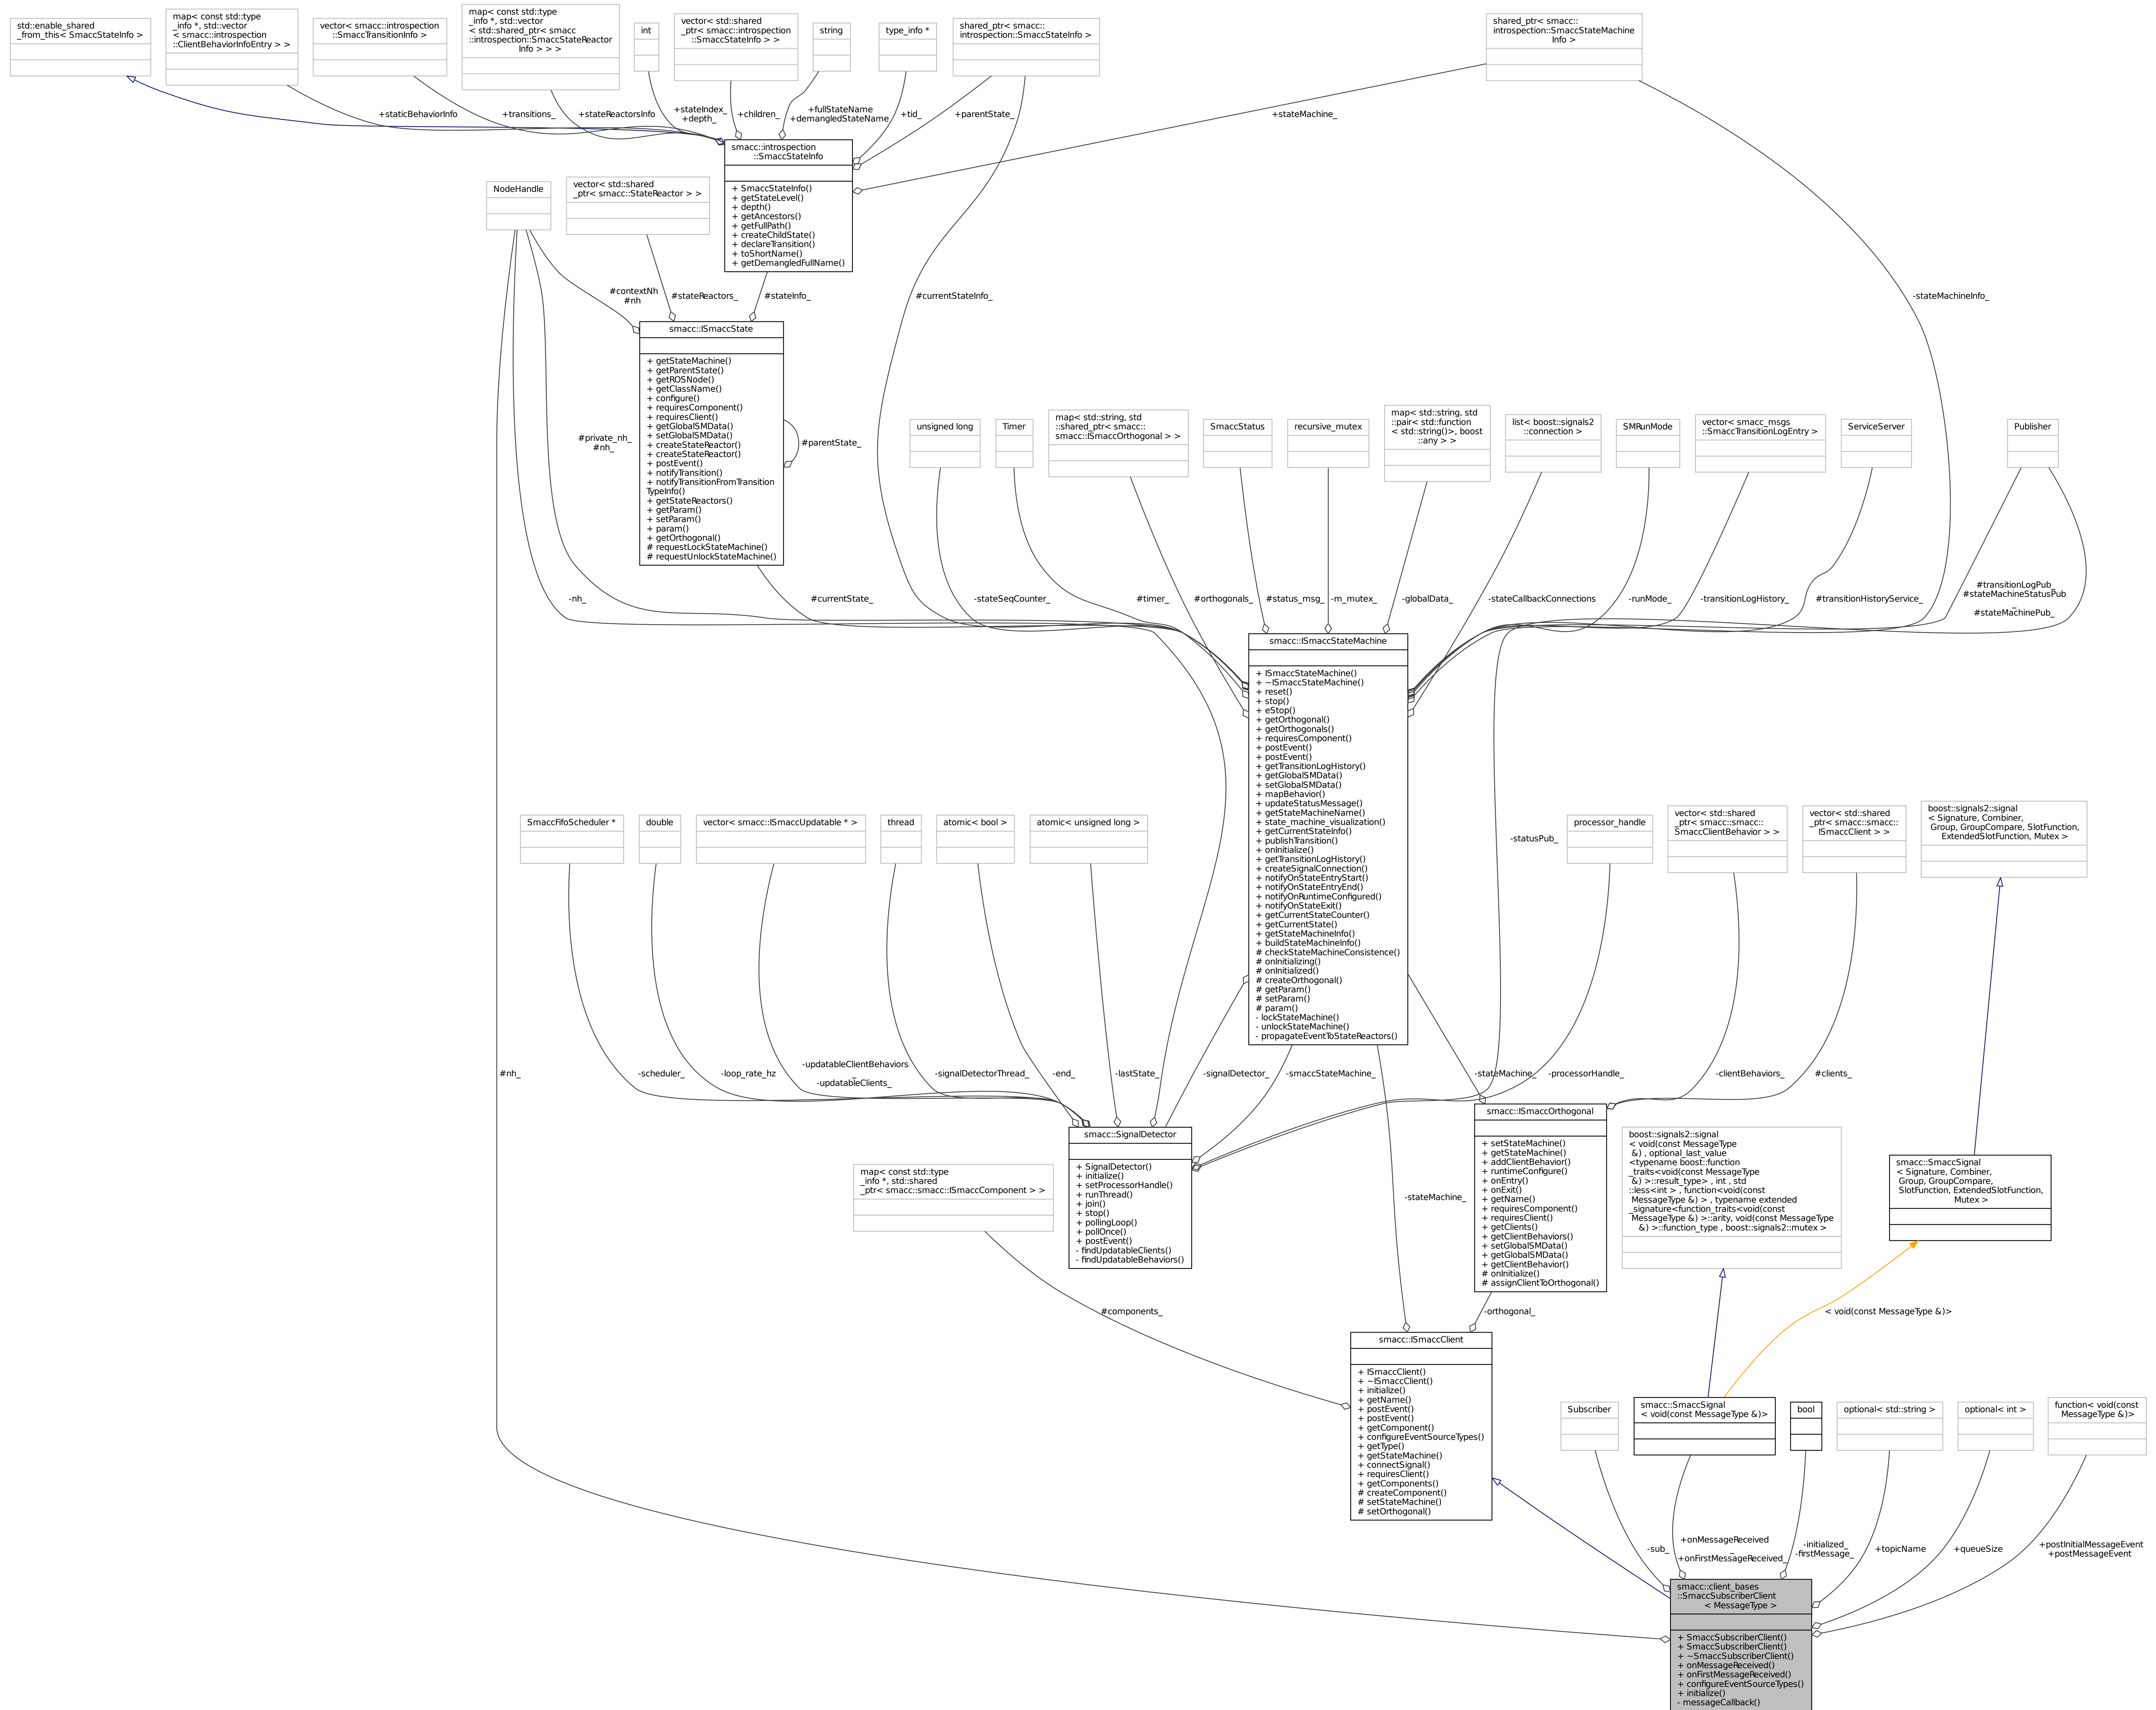 std::enable_shared
_from_this< SmaccStateInfo >
map< const std::type
_info *, std::vector
< smacc::introspection
::ClientBehaviorInfoEntry > >
vector< smacc::introspection
::SmaccTransitionInfo >
map< const std::type
_info *, std::vector
< std::shared_ptr< smacc
::introspection::SmaccStateReactor
Info > > >
int
vector< std::shared
_ptr< smacc::introspection
::SmaccStateInfo > >
string
type_info *
shared_ptr< smacc::
introspection::SmaccStateInfo >
shared_ptr< smacc::
introspection::SmaccStateMachine
Info >
+staticBehaviorInfo
+transitions_
+stateReactorsInfo
+stateIndex_
+depth_
+children_
+fullStateName
+demangledStateName
+tid_
+parentState_
+stateMachine_
smacc::introspection
::SmaccStateInfo
+ SmaccStateInfo()
+ getStateLevel()
+ depth()
+ getAncestors()
+ getFullPath()
+ createChildState()
+ declareTransition()
+ toShortName()
+ getDemangledFullName()
NodeHandle
vector< std::shared
_ptr< smacc::StateReactor > >
#contextNh
#nh
#stateReactors_
#stateInfo_
#currentStateInfo_
-stateMachineInfo_
smacc::ISmaccState
+ getStateMachine()
+ getParentState()
+ getROSNode()
+ getClassName()
+ configure()
+ requiresComponent()
+ requiresClient()
+ getGlobalSMData()
+ setGlobalSMData()
+ createStateReactor()
+ createStateReactor()
+ postEvent()
+ notifyTransition()
+ notifyTransitionFromTransition
TypeInfo()
+ getStateReactors()
+ getParam()
+ setParam()
+ param()
+ getOrthogonal()
# requestLockStateMachine()
# requestUnlockStateMachine()
#parentState_
#private_nh_
#nh_
unsigned long
Timer
map< std::string, std
::shared_ptr< smacc::
smacc::ISmaccOrthogonal > >
SmaccStatus
recursive_mutex
map< std::string, std
::pair< std::function
< std::string()>, boost
::any > >
list< boost::signals2
::connection >
SMRunMode
vector< smacc_msgs
::SmaccTransitionLogEntry >
ServiceServer
Publisher
-nh_
#currentState_
-stateSeqCounter_
#timer_
#orthogonals_
#status_msg_
-m_mutex_
-globalData_
-stateCallbackConnections
-runMode_
-transitionLogHistory_
#transitionHistoryService_
#transitionLogPub_
#stateMachineStatusPub
_
#stateMachinePub_
smacc::ISmaccStateMachine
+ ISmaccStateMachine()
+ ~ISmaccStateMachine()
+ reset()
+ stop()
+ eStop()
+ getOrthogonal()
+ getOrthogonals()
+ requiresComponent()
+ postEvent()
+ postEvent()
+ getTransitionLogHistory()
+ getGlobalSMData()
+ setGlobalSMData()
+ mapBehavior()
+ updateStatusMessage()
+ getStateMachineName()
+ state_machine_visualization()
+ getCurrentStateInfo()
+ publishTransition()
+ onInitialize()
+ getTransitionLogHistory()
+ createSignalConnection()
+ notifyOnStateEntryStart()
+ notifyOnStateEntryEnd()
+ notifyOnRuntimeConfigured()
+ notifyOnStateExit()
+ getCurrentStateCounter()
+ getCurrentState()
+ getStateMachineInfo()
+ buildStateMachineInfo()
# checkStateMachineConsistence()
# onInitializing()
# onInitialized()
# createOrthogonal()
# getParam()
# setParam()
# param()
- lockStateMachine()
- unlockStateMachine()
- propagateEventToStateReactors()
SmaccFifoScheduler *
double
vector< smacc::ISmaccUpdatable * >
thread
atomic< bool >
atomic< unsigned long >
-statusPub_
processor_handle
vector< std::shared
_ptr< smacc::smacc::
SmaccClientBehavior > >
vector< std::shared
_ptr< smacc::smacc::
ISmaccClient > >
boost::signals2::signal
< Signature, Combiner,
Group, GroupCompare, SlotFunction,
ExtendedSlotFunction, Mutex >
#nh_
-scheduler_
-loop_rate_hz
-updatableClientBehaviors
_
-updatableClients_
-signalDetectorThread_
-end_
-lastState_
-signalDetector_
-smaccStateMachine_
-stateMachine_
-processorHandle_
-clientBehaviors_
#clients_
smacc::SignalDetector
+ SignalDetector()
+ initialize()
+ setProcessorHandle()
+ runThread()
+ join()
+ stop()
+ pollingLoop()
+ pollOnce()
+ postEvent()
- findUpdatableClients()
- findUpdatableBehaviors()
smacc::ISmaccOrthogonal
+ setStateMachine()
+ getStateMachine()
+ addClientBehavior()
+ runtimeConfigure()
+ onEntry()
+ onExit()
+ getName()
+ requiresComponent()
+ requiresClient()
+ getClients()
+ getClientBehaviors()
+ setGlobalSMData()
+ getGlobalSMData()
+ getClientBehavior()
# onInitialize()
# assignClientToOrthogonal()
boost::signals2::signal
< void(const MessageType
&) , optional_last_value
<typename boost::function
_traits<void(const MessageType
&) >::result_type> , int , std
::less<int > , function<void(const
MessageType &) > , typename extended
_signature<function_traits<void(const
MessageType &) >::arity, void(const MessageType
&) >::function_type , boost::signals2::mutex >
smacc::SmaccSignal
< Signature, Combiner,
Group, GroupCompare,
SlotFunction, ExtendedSlotFunction,
Mutex >
map< const std::type
_info *, std::shared
_ptr< smacc::smacc::ISmaccComponent > >
-stateMachine_
#components_
-orthogonal_
< void(const MessageType &)>
smacc::ISmaccClient
+ ISmaccClient()
+ ~ISmaccClient()
+ initialize()
+ getName()
+ postEvent()
+ postEvent()
+ getComponent()
+ configureEventSourceTypes()
+ getType()
+ getStateMachine()
+ connectSignal()
+ requiresClient()
+ getComponents()
# createComponent()
# setStateMachine()
# setOrthogonal()
Subscriber
smacc::SmaccSignal
< void(const MessageType &)>
bool
optional< std::string >
optional< int >
function< void(const
MessageType &)>
-sub_
+onMessageReceived
_
+onFirstMessageReceived_
-initialized_
-firstMessage_
+topicName
+queueSize
+postInitialMessageEvent
+postMessageEvent
smacc::client_bases
::SmaccSubscriberClient
< MessageType >
+ SmaccSubscriberClient()
+ SmaccSubscriberClient()
+ ~SmaccSubscriberClient()
+ onMessageReceived()
+ onFirstMessageReceived()
+ configureEventSourceTypes()
+ initialize()
- messageCallback()